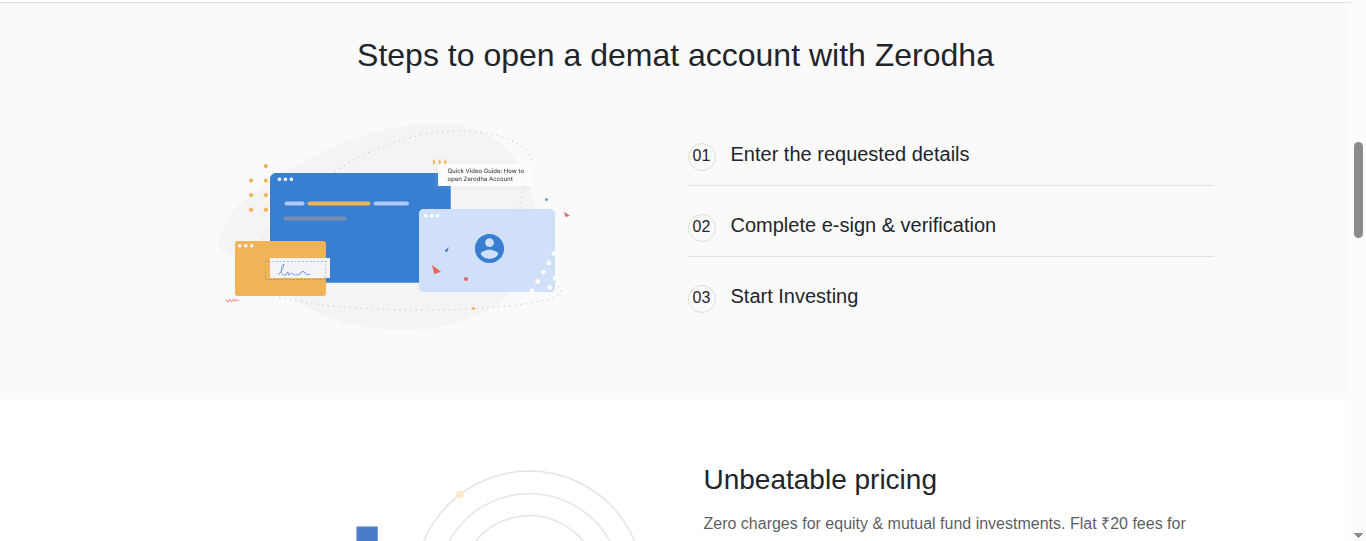 Steps to open a demat account with Zerodha
Quick Video Guide: How to
open Zerodha Account
01 Enter the requested details
02 Complete e-sign & verification
03 Start Investing
Unbeatable pricing
Zero charges for equity & mutual fund investments. Flat ₹20 fees for